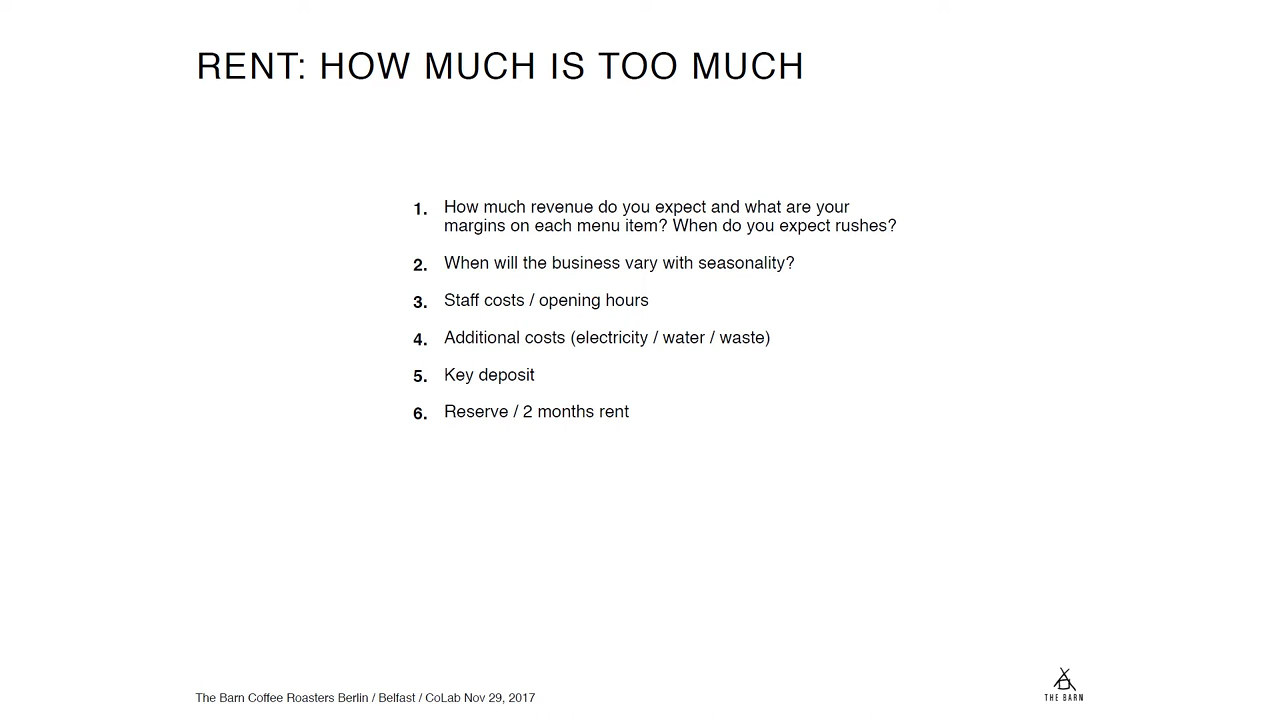 RENT: HOW MUCH IS TOO MUCH
1. How much revenue do you expect and what are your
margins on each menu item? When do you expect rushes?
2. When will the business vary with seasonality?
3. Staff costs / opening hours
4. Additional costs (electricity / water / waste)
5. Key deposit
6. Reserve / 2 months rent
The Barn Coffee Roasters Berlin / Belfast / CoLab Nov 29, 2017
THE BARN